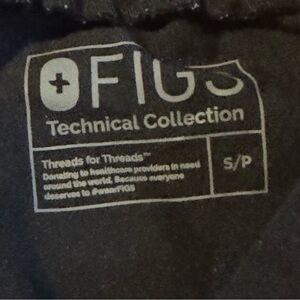 FIGS
Technical Collection
Threads for Threads™
Donating to healthcare providers in need
around the world. Because everyone
deserves to #wearFIGS
S/P